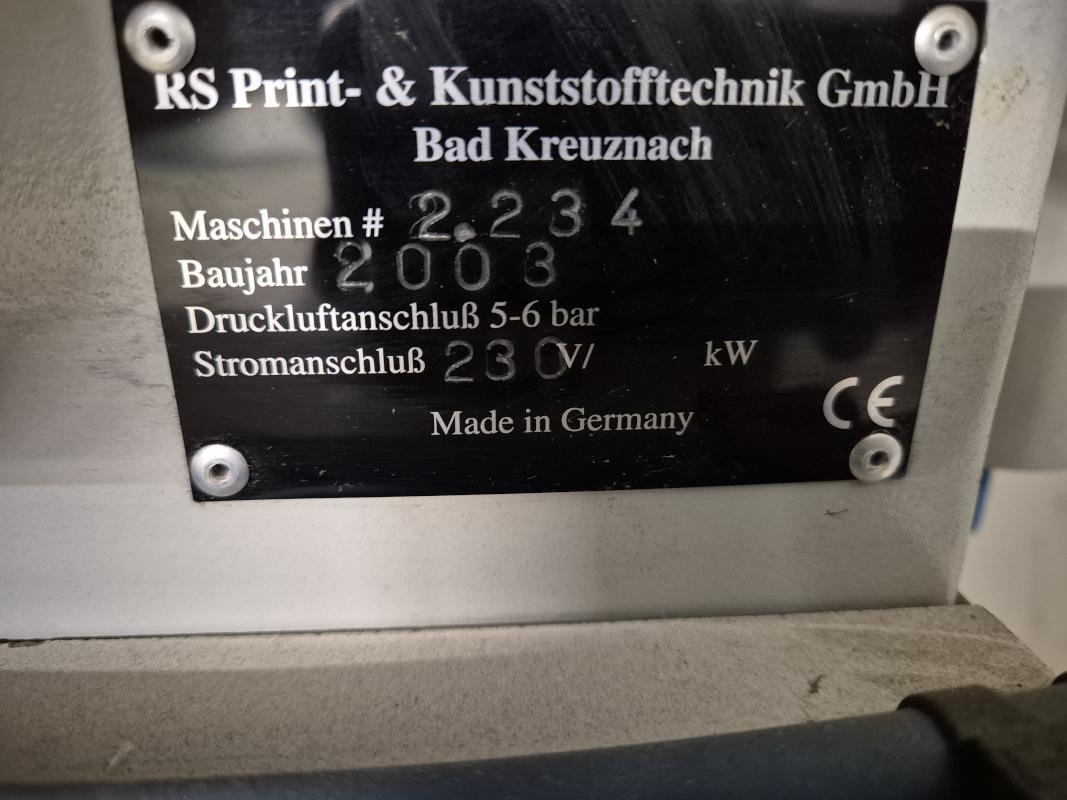 RS Print- & Kunststofftechnik GmbH
Bad Kreuznach
Maschinen # 2.234
Baujahr 2003
Druckluftanschluß 5-6 bar
Stromanschluß 230V/ kW
Made in Germany
CE